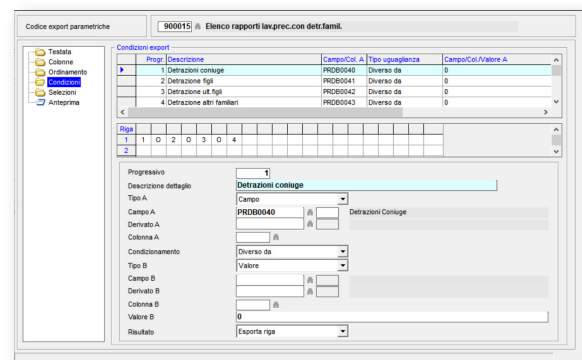 Codice export parametriche 900015 Elenco rapporti lav.prec.con detr.famil.
Testata
Colonne
Ordinamento
Condizioni
Selezioni
Anteprima
Condizioni export
Progr. Descrizione Campo/Col. A Tipo uguaglianza Campo/Col./Valore A
1 Detrazioni coniuge PRDB0040 Diverso da 0
2 Detrazione figli PRDB0041 Diverso da 0
3 Detrazione ult.figli PRDB0042 Diverso da 0
4 Detrazione altri familiari PRDB0043 Diverso da 0
Riga
1 1 O 2 O 3 O 4
2
Progressivo 1
Descrizione dettaglio Detrazioni coniuge
Tipo A Campo
Campo A PRDB0040 Detrazioni Coniuge
Derivato A
Colonna A
Condizionamento Diverso da
Tipo B Valore
Campo B
Derivato B
Colonna B
Valore B 0
Risultato Esporta riga